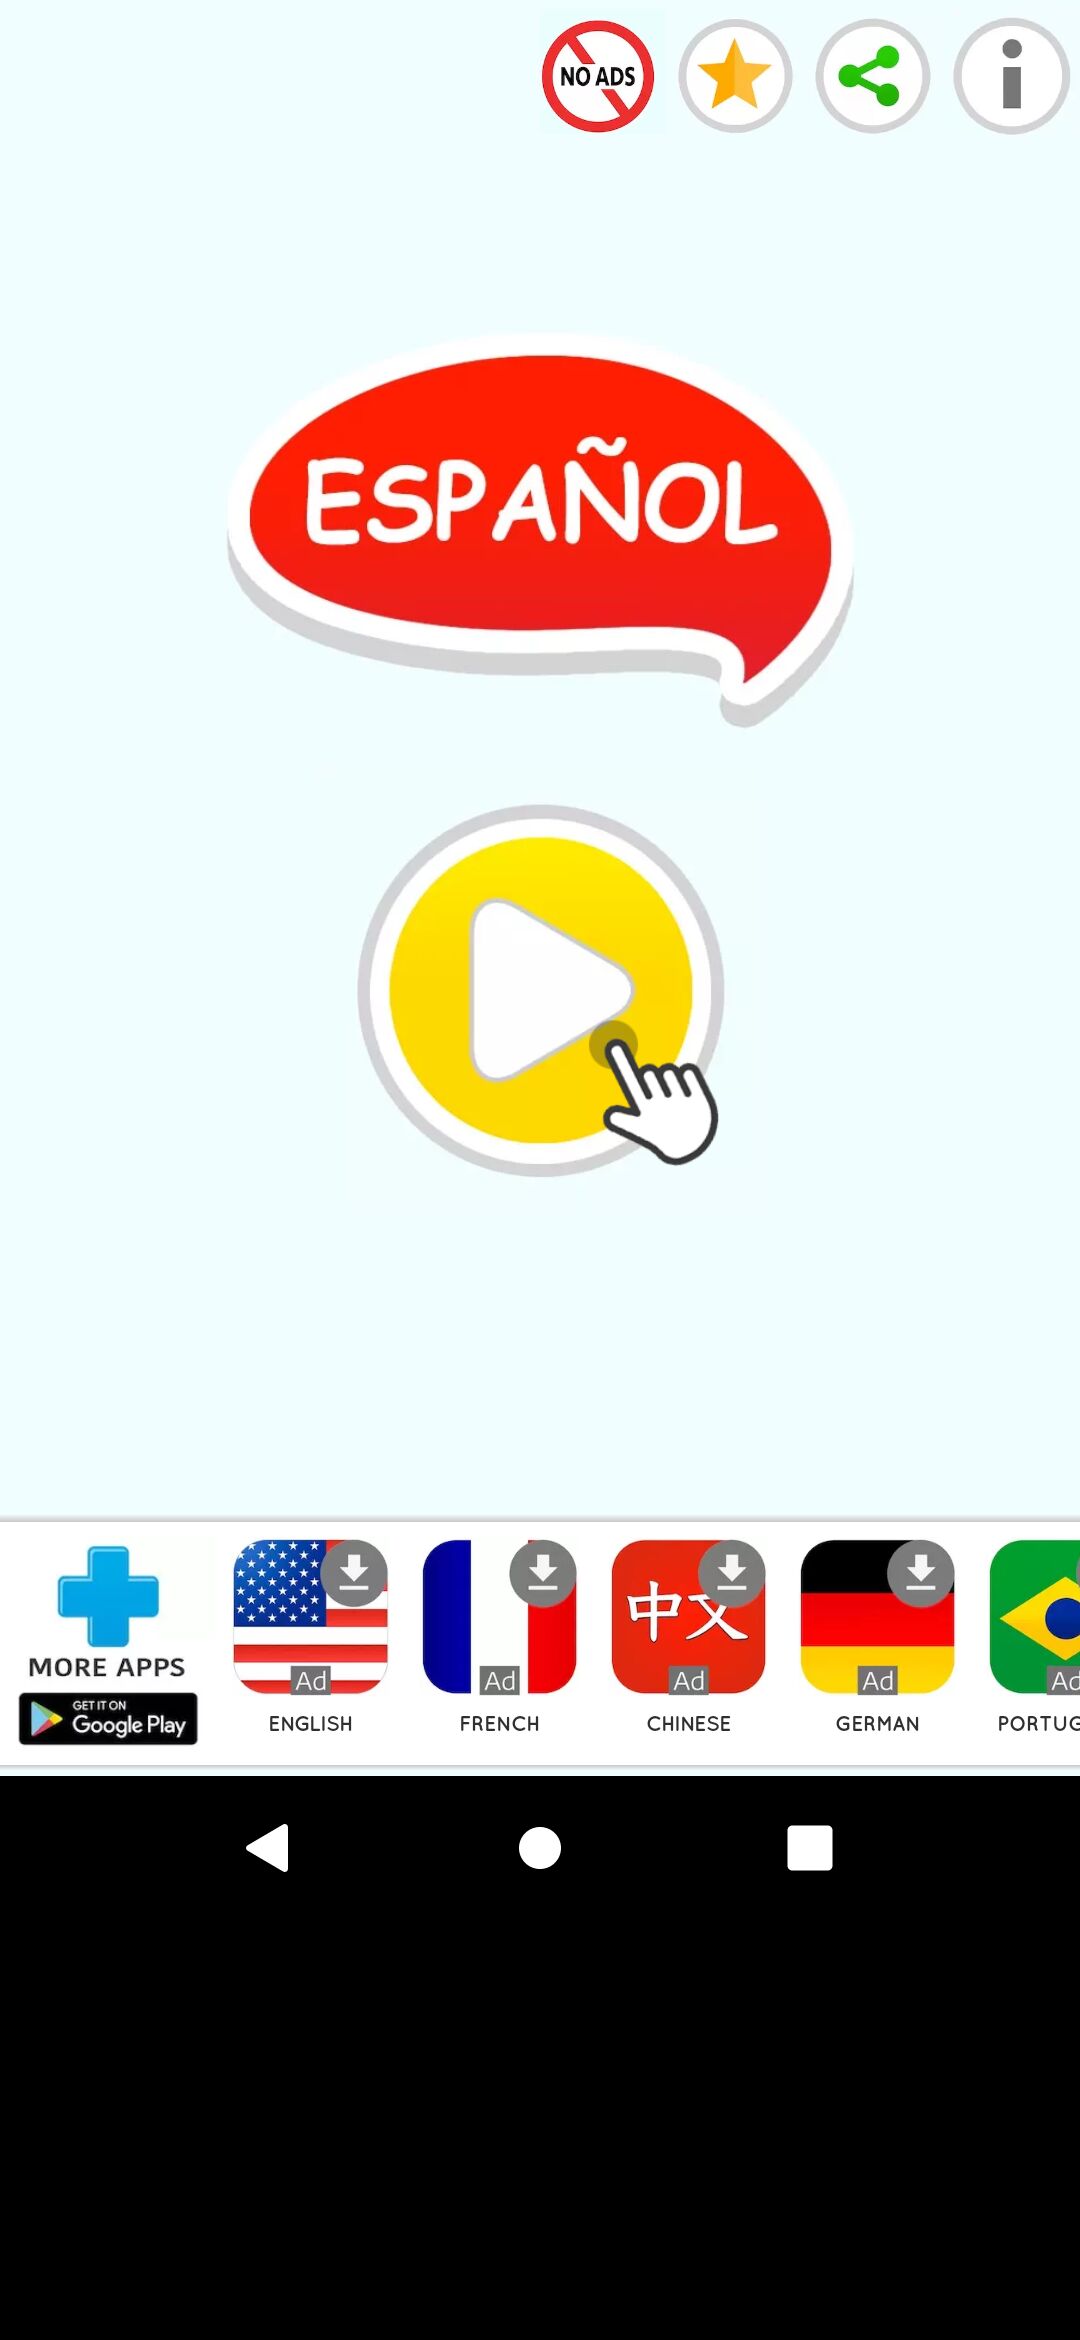 NO ADS
ESPAÑOL
MORE APPS
GET IT ON
Google Play
中文
Ad
ENGLISH
Ad
FRENCH
Ad
CHINESE
Ad
GERMAN
Ad
PORTUG